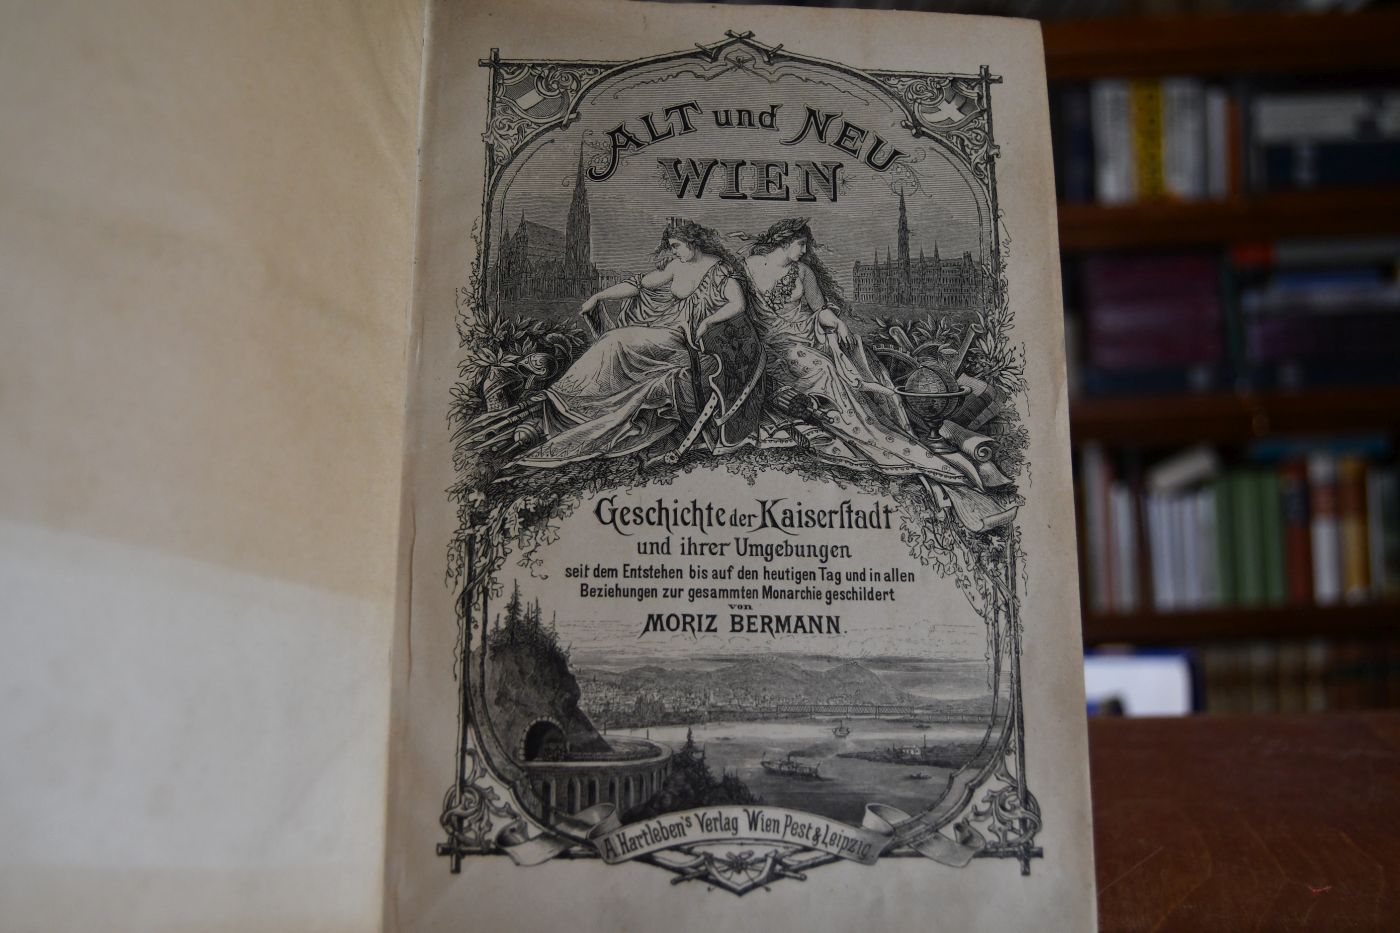 ALT und NEU
WIEN
Geschichte der Kaiserſtadt
und ihrer Umgebungen
seit dem Entstehen bis auf den heutigen Tag und in allen
Beziehungen zur gesammten Monarchie geschildert
von
MORIZ BERMANN.
A. Hartleben's Verlag Wien Pest & Leipzig.